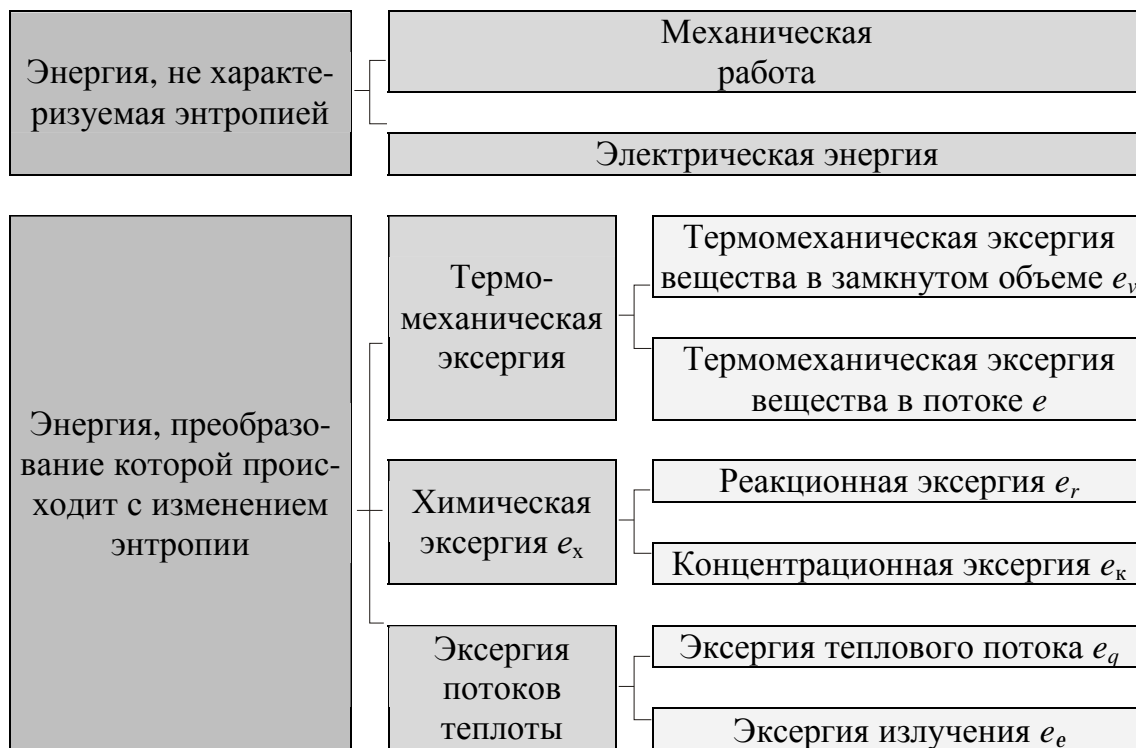 Энергия, не характе-
ризуемая энтропией
Механическая
работа
Электрическая энергия
Энергия, преобразо-
вание которой проис-
ходит с изменением
энтропии
Термо-
механическая
эксергия
Термомеханическая эксергия
вещества в замкнутом объеме e_v
Термомеханическая эксергия
вещества в потоке e
Химическая
эксергия e_х
Реакционная эксергия e_r
Концентрационная эксергия e_к
Эксергия
потоков
теплоты
Эксергия теплового потока e_q
Эксергия излучения e_e